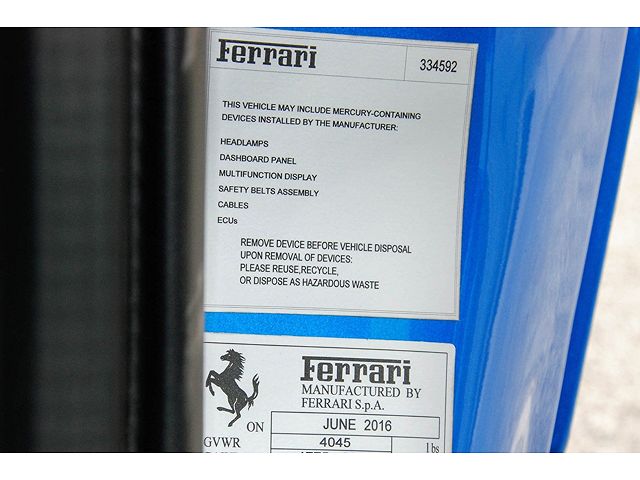 Ferrari 334592
THIS VEHICLE MAY INCLUDE MERCURY-CONTAINING
DEVICES INSTALLED BY THE MANUFACTURER:
HEADLAMPS
DASHBOARD PANEL
MULTIFUNCTION DISPLAY
SAFETY BELTS ASSEMBLY
CABLES
ECUs
REMOVE DEVICE BEFORE VEHICLE DISPOSAL
UPON REMOVAL OF DEVICES:
PLEASE REUSE,RECYCLE,
OR DISPOSE AS HAZARDOUS WASTE
Ferrari
MANUFACTURED BY
FERRARI S.p.A.
ON JUNE 2016
GVWR 4045 lbs